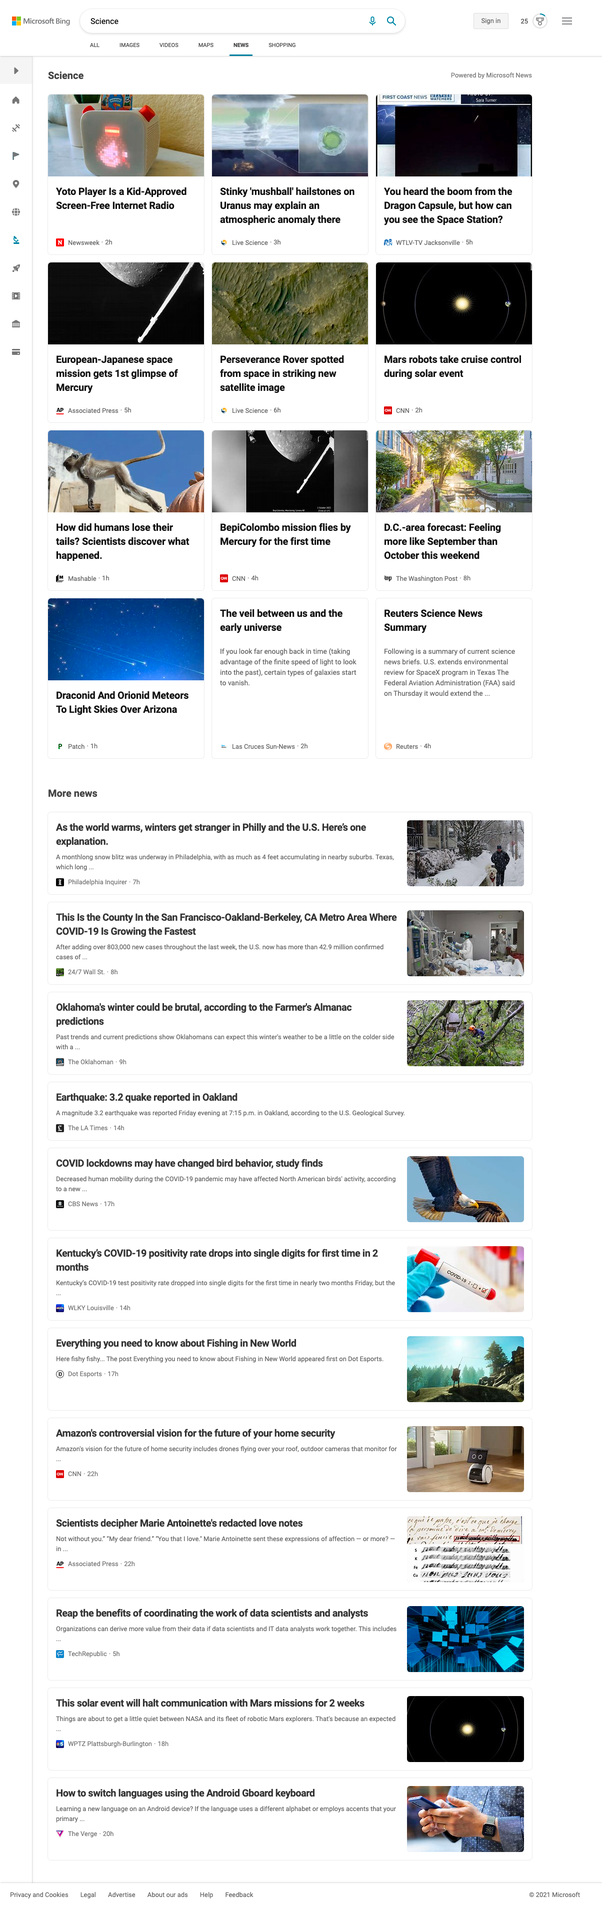 Microsoft Bing
Science
Sign in
25
ALL IMAGES VIDEOS MAPS NEWS SHOPPING
Science
Powered by Microsoft News
Yoto Player Is a Kid-Approved
Screen-Free Internet Radio
Newsweek · 2h
Stinky 'mushball' hailstones on
Uranus may explain an
atmospheric anomaly there
Live Science · 3h
FIRST COAST NEWS
Sara Turner
You heard the boom from the
Dragon Capsule, but how can
you see the Space Station?
WTLV-TV Jacksonville · 5h
European-Japanese space
mission gets 1st glimpse of
Mercury
AP Associated Press · 5h
Perseverance Rover spotted
from space in striking new
satellite image
Live Science · 6h
Mars robots take cruise control
during solar event
CNN · 2h
How did humans lose their
tails? Scientists discover what
happened.
Mashable · 1h
BepiColombo mission flies by
Mercury for the first time
CNN · 4h
D.C.-area forecast: Feeling
more like September than
October this weekend
wp The Washington Post · 8h
Draconid And Orionid Meteors
To Light Skies Over Arizona
P Patch · 1h
The veil between us and the
early universe
If you look far enough back in time (taking
advantage of the finite speed of light to look
into the past), certain types of galaxies start
to vanish.
Las Cruces Sun-News · 2h
Reuters Science News
Summary
Following is a summary of current science
news briefs. U.S. extends environmental
review for SpaceX program in Texas The
Federal Aviation Administration (FAA) said
on Thursday it would extend the ...
Reuters · 4h
More news
As the world warms, winters get stranger in Philly and the U.S. Here's one
explanation.
A monthlong snow blitz was underway in Philadelphia, with as much as 4 feet accumulating in nearby suburbs. Texas,
which long ...
Philadelphia Inquirer · 7h
This Is the County In the San Francisco-Oakland-Berkeley, CA Metro Area Where
COVID-19 Is Growing the Fastest
After adding over 803,000 new cases throughout the last week, the U.S. now has more than 42.9 million confirmed
cases of ...
24/7 Wall St. · 8h
Oklahoma's winter could be brutal, according to the Farmer's Almanac
predictions
Past trends and current predictions show Oklahomans can expect this winter's weather to be a little on the colder side
with a ...
The Oklahoman · 9h
Earthquake: 3.2 quake reported in Oakland
A magnitude 3.2 earthquake was reported Friday evening at 7:15 p.m. in Oakland, according to the U.S. Geological Survey.
The LA Times · 14h
COVID lockdowns may have changed bird behavior, study finds
Decreased human mobility during the COVID-19 pandemic may have affected North American birds' activity, according
to a new ...
CBS News · 17h
Kentucky's COVID-19 positivity rate drops into single digits for first time in 2
months
Kentucky's COVID-19 test positivity rate dropped into single digits for the first time in nearly two months Friday, but the
...
WLKY Louisville · 14h
COVID-19
Everything you need to know about Fishing in New World
Here fishy fishy... The post Everything you need to know about Fishing in New World appeared first on Dot Esports.
Dot Esports · 17h
Amazon's controversial vision for the future of your home security
Amazon's vision for the future of home security includes drones flying over your roof, outdoor cameras that monitor for
...
CNN · 22h
Scientists decipher Marie Antoinette's redacted love notes
Not without you." "My dear friend." "You that I love." Marie Antoinette sent these expressions of affection — or more? —
in ...
AP Associated Press · 22h
Reap the benefits of coordinating the work of data scientists and analysts
Organizations can derive more value from their data if data scientists and IT data analysts work together. This includes
...
TechRepublic · 5h
This solar event will halt communication with Mars missions for 2 weeks
Things are about to get a little quiet between NASA and its fleet of robotic Mars explorers. That's because an expected
...
WPTZ Plattsburgh-Burlington · 18h
How to switch languages using the Android Gboard keyboard
Learning a new language on an Android device? If the language uses a different alphabet or employs accents that your
primary ...
The Verge · 20h
Privacy and Cookies Legal Advertise About our ads Help Feedback
© 2021 Microsoft